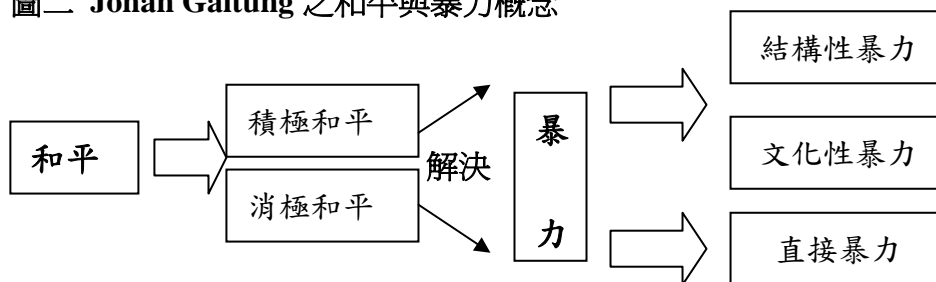 圖二 Johan Galtung 之和平與暴力概念
和平
積極和平
消極和平
解決
暴
力
結構性暴力
文化性暴力
直接暴力